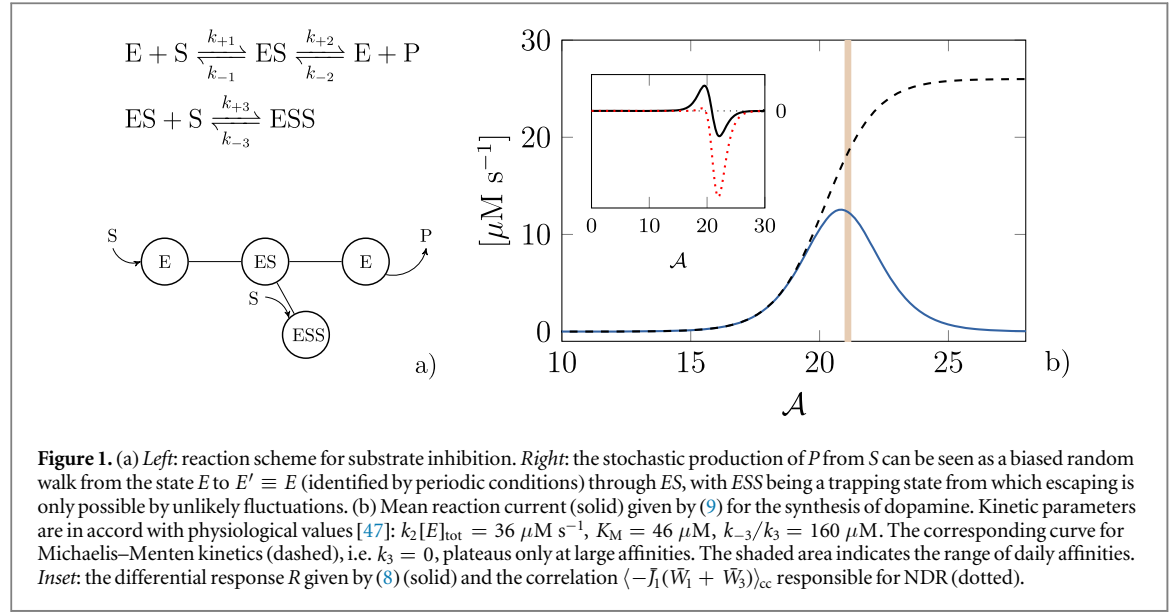 E + S ⇌ ES ⇌ E + P
k+1 k+2
k−1 k−2
ES + S ⇌ ESS
k+3
k−3
S
E
ES
E
P
S
ESS
a)
[μM s⁻¹]
30
20
10
0
10
15
20
25
𝒜
b)
0
0
10
20
30
𝒜
Figure 1. (a) Left: reaction scheme for substrate inhibition. Right: the stochastic production of P from S can be seen as a biased random
walk from the state E to E′ ≡ E (identified by periodic conditions) through ES, with ESS being a trapping state from which escaping is
only possible by unlikely fluctuations. (b) Mean reaction current (solid) given by (9) for the synthesis of dopamine. Kinetic parameters
are in accord with physiological values [47]: k₂[E]tot = 36 μM s⁻¹, KM = 46 μM, k₋₃/k₃ = 160 μM. The corresponding curve for
Michaelis–Menten kinetics (dashed), i.e. k₃ = 0, plateaus only at large affinities. The shaded area indicates the range of daily affinities.
Inset: the differential response R given by (8) (solid) and the correlation ⟨−J̄₁(W̄₁ + W̄₃)⟩cc responsible for NDR (dotted).